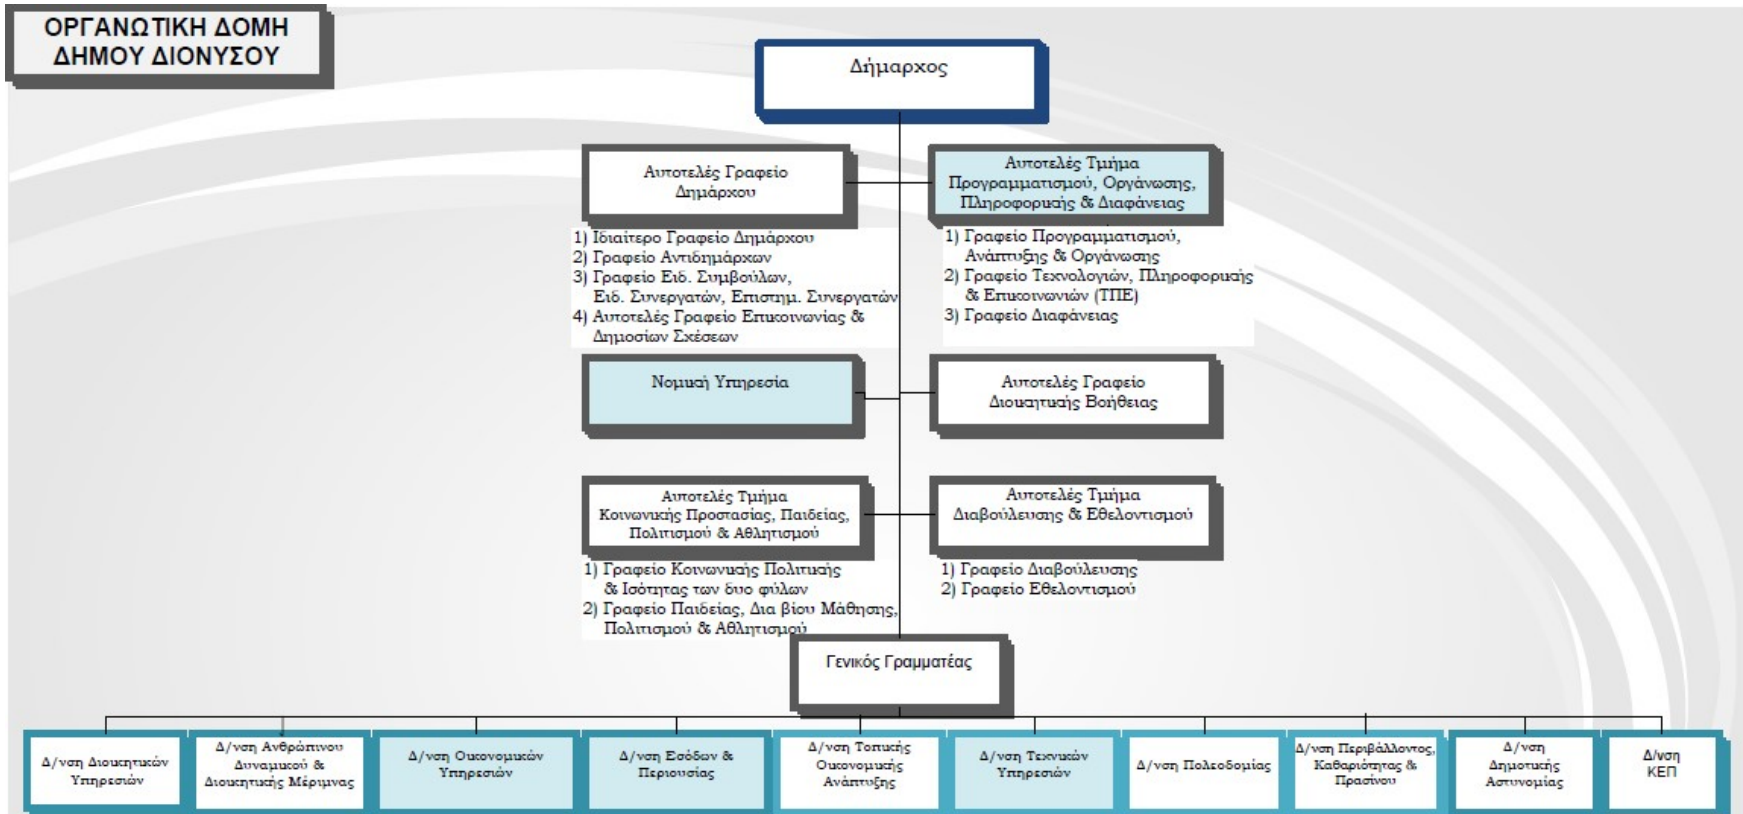 ΟΡΓΑΝΩΤΙΚΗ ΔΟΜΗ
ΔΗΜΟΥ ΔΙΟΝΥΣΟΥ
Δήμαρχος
Αυτοτελές Γραφείο
Δημάρχου
1) Ιδιαίτερο Γραφείο Δημάρχου
2) Γραφείο Αντιδημάρχων
3) Γραφείο Ειδ. Συμβούλων,
Ειδ. Συνεργατών, Επιστημ. Συνεργατών
4) Αυτοτελές Γραφείο Επικοινωνίας &
Δημοσίων Σχέσεων
Αυτοτελές Τμήμα
Προγραμματισμού, Οργάνωσης,
Πληροφορικής & Διαφάνειας
1) Γραφείο Προγραμματισμού,
Ανάπτυξης & Οργάνωσης
2) Γραφείο Τεχνολογιών, Πληροφορικής
& Επικοινωνιών (ΤΠΕ)
3) Γραφείο Διαφάνειας
Νομική Υπηρεσία
Αυτοτελές Γραφείο
Διοικητικής Βοήθειας
Αυτοτελές Τμήμα
Κοινωνικής Προστασίας, Παιδείας,
Πολιτισμού & Αθλητισμού
1) Γραφείο Κοινωνικής Πολιτικής
& Ισότητας των δυο φύλων
2) Γραφείο Παιδείας, Δια βίου Μάθησης,
Πολιτισμού & Αθλητισμού
Αυτοτελές Τμήμα
Διαβούλευσης & Εθελοντισμού
1) Γραφείο Διαβούλευσης
2) Γραφείο Εθελοντισμού
Γενικός Γραμματέας
Δ/νση Διοικητικών
Υπηρεσιών
Δ/νση Ανθρώπινου
Δυναμικού &
Διοικητικής Μέριμνας
Δ/νση Οικονομικών
Υπηρεσιών
Δ/νση Εσόδων &
Περιουσίας
Δ/νση Τοπικής
Οικονομικής
Ανάπτυξης
Δ/νση Τεχνικών
Υπηρεσιών
Δ/νση Πολεοδομίας
Δ/νση Περιβάλλοντος,
Καθαριότητας &
Πρασίνου
Δ/νση
Δημοτικής
Αστυνομίας
Δ/νση
ΚΕΠ